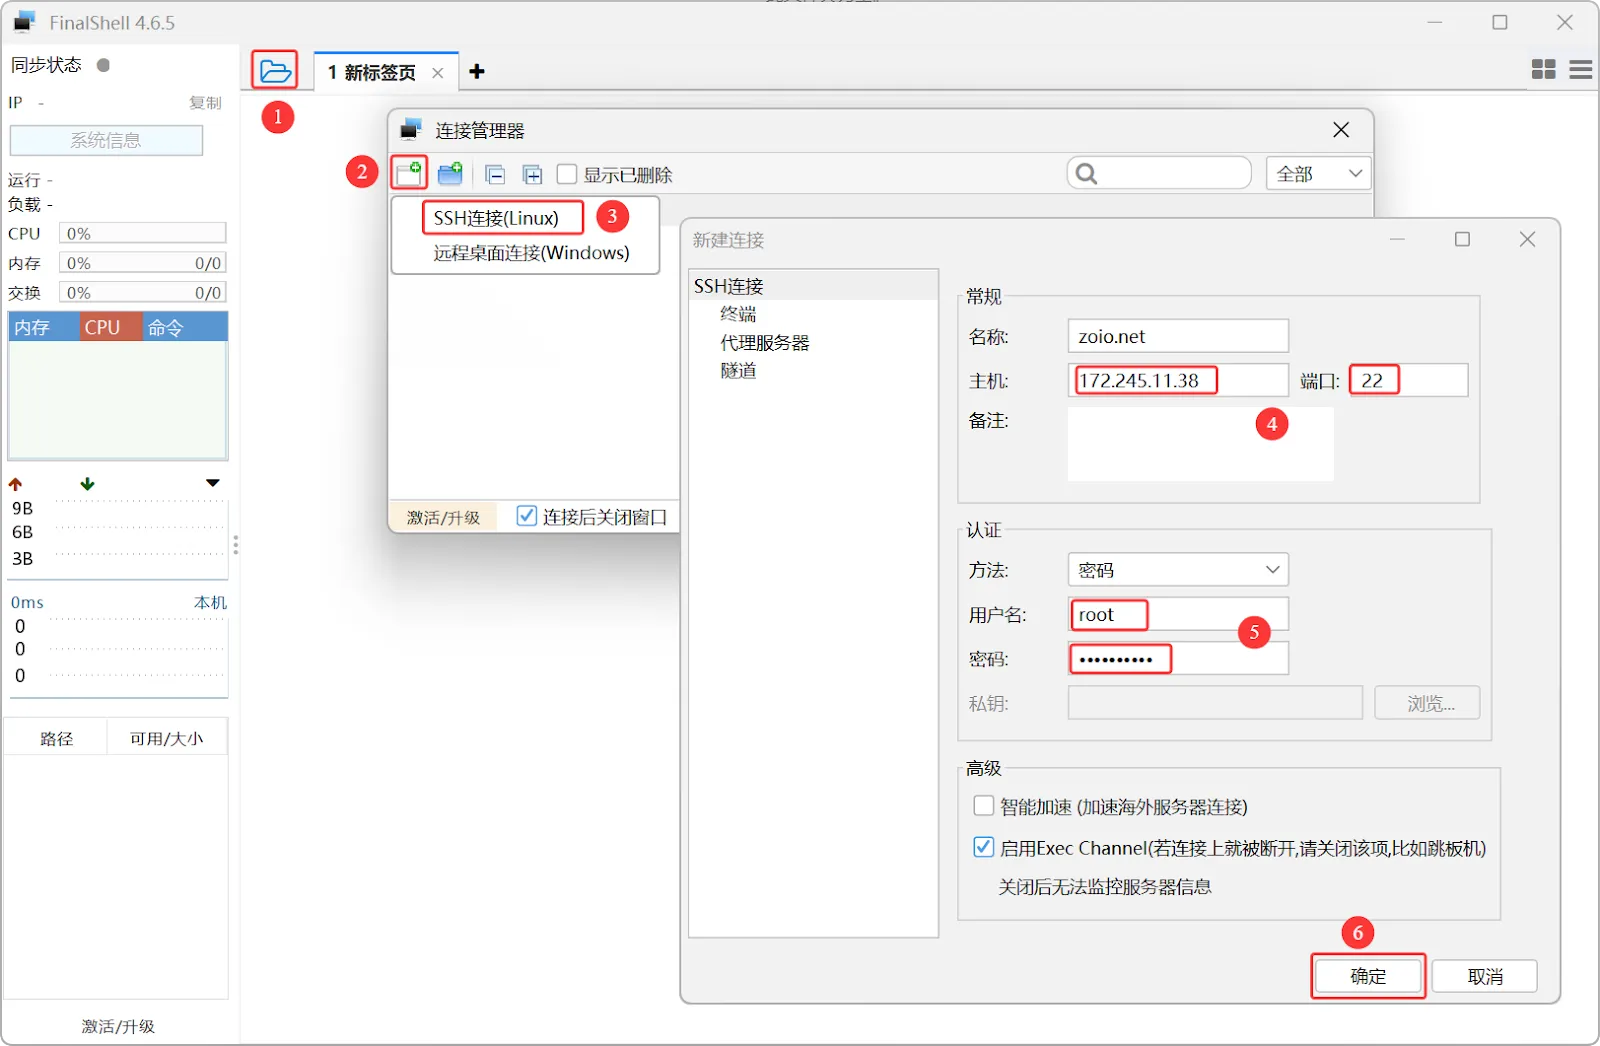 FinalShell 4.6.5
同步状态
IP -
复制
系统信息
运行 -
负载 -
CPU 0%
内存 0% 0/0
交换 0% 0/0
内存 CPU 命令
9B
6B
3B
0ms 本机
0
0
0
路径 可用/大小
激活/升级
1 新标签页
1
连接管理器
2
显示已删除
全部
SSH连接(Linux)
3
远程桌面连接(Windows)
激活/升级
连接后关闭窗口
新建连接
SSH连接
终端
代理服务器
隧道
常规
名称: zoio.net
主机: 172.245.11.38 端口: 22
备注:
4
认证
方法: 密码
用户名: root
5
密码: ••••••••••
私钥: 浏览...
高级
智能加速 (加速海外服务器连接)
启用Exec Channel(若连接上就被断开,请关闭该项,比如跳板机)
关闭后无法监控服务器信息
6
确定 取消